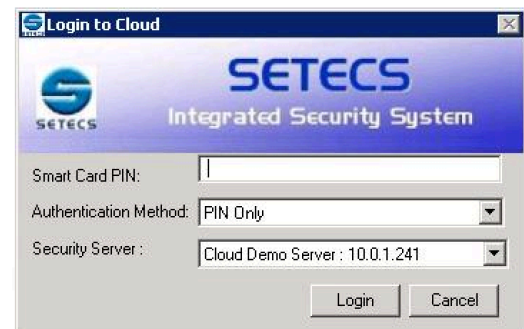 Login to Cloud
SETECS
SETECS
Integrated Security System
Smart Card PIN:
Authentication Method: PIN Only
Security Server : Cloud Demo Server : 10.0.1.241
Login Cancel